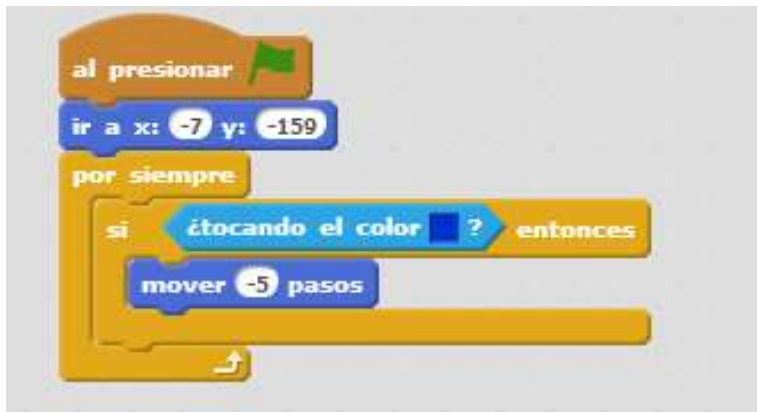 al presionar
ir a x: -7 y: -159
por siempre
si ¿tocando el color ? entonces
mover -5 pasos